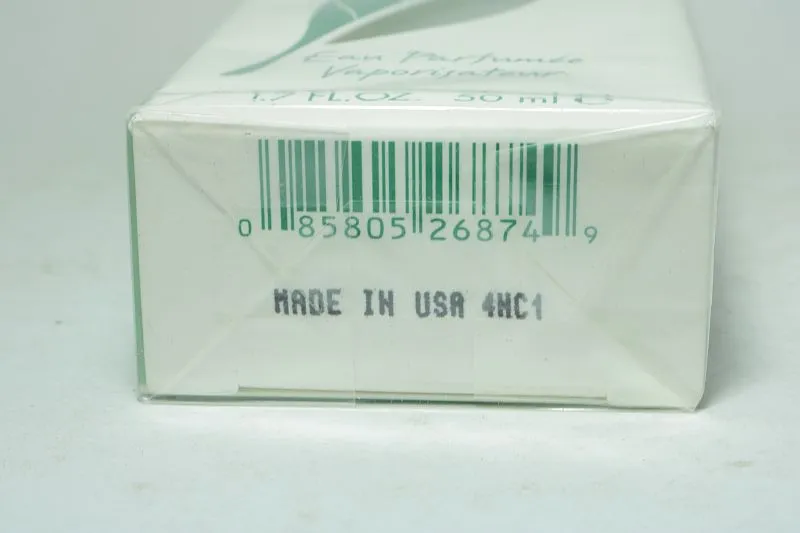 Eau Parfumée
Vaporisateur
1.7 FL.OZ. 50 ml e
0 85805 26874 9
MADE IN USA 4NC1